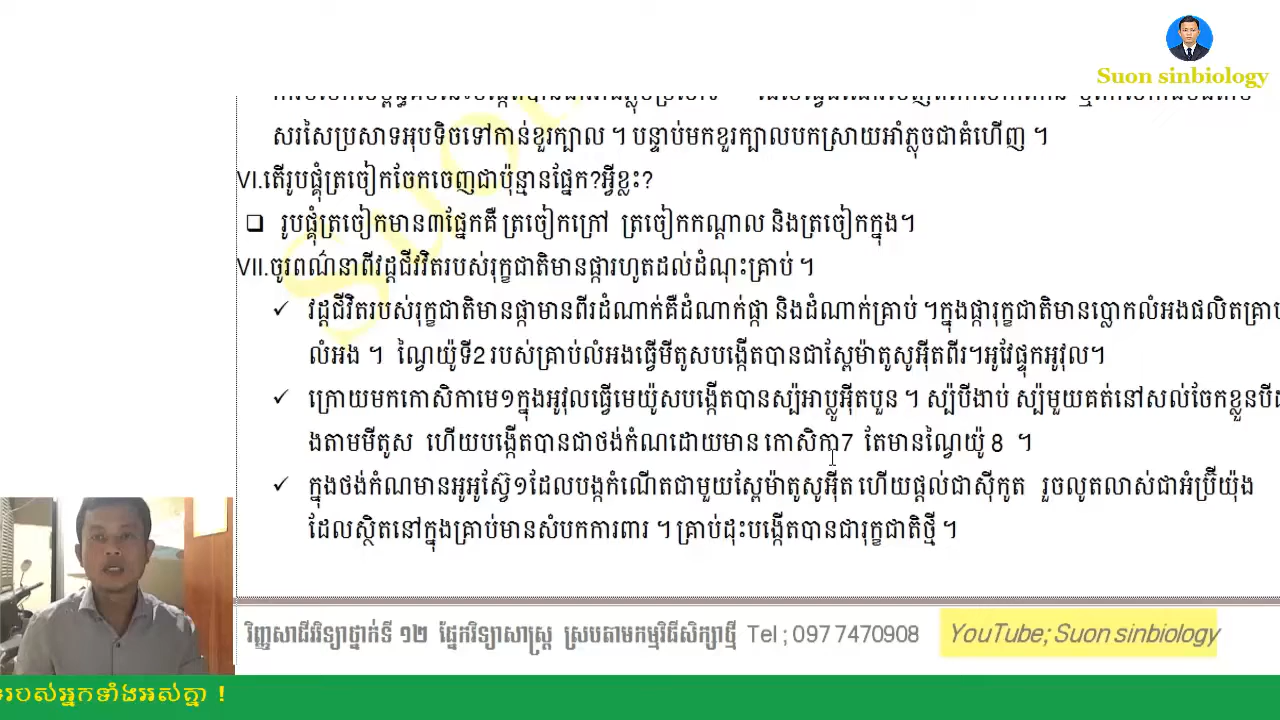 Suon sinbiology
សរសៃប្រសាទអុបទិចទៅកាន់ខួរក្បាល ។ បន្ទាប់មកខួរក្បាលបកស្រាយអាំភ្លុចជាគំហើញ ។
VI.តើរូបផ្គុំត្រចៀកចែកចេញជាប៉ុន្មានផ្នែក?អ្វីខ្លះ?
រូបផ្គុំត្រចៀកមាន៣ផ្នែកគឺ ត្រចៀកក្រៅ ត្រចៀកកណ្តាល និងត្រចៀកក្នុង។
VII.ចូរពណ៌នាពីវដ្តជីវវិតរបស់រុក្ខជាតិមានផ្ការហូតដល់ដំណុះគ្រាប់ ។
✓ វដ្តជីវិតរបស់រុក្ខជាតិមានផ្កាមានពីរដំណាក់គឺដំណាក់ផ្កា និងដំណាក់គ្រាប់ ។ក្នុងផ្ការុក្ខជាតិមានប្លោកលំអងផលិតគ្រាប់
លំអង ។ ណ្វៃយ៉ូទី2 របស់គ្រាប់លំអងធ្វើមីតូសបង្កើតបានជាស្ពែម៉ាតូសូអ៊ីតពីរ។អូវែផ្ទុកអូវុល។
✓ ក្រោយមកកោសិកាមេ១ក្នុងអូវុលធ្វើមេយ៉ូសបង្កើតបានស្ប៉អាប្លូអ៊ីតបួន ។ ស្ប៉បីងាប់ ស្ប៉មួយគត់នៅសល់ចែកខ្លួនបីដ
ងតាមមីតូស ហើយបង្កើតបានជាថង់កំណដោយមាន កោសិកា7 តែមានណ្វៃយ៉ូ 8 ។
✓ ក្នុងថង់កំណមានអូអូស្វ៊ែ១ដែលបង្កកំណើតជាមួយស្ពែម៉ាតូសូអ៊ីត ហើយផ្តល់ជាស៊ីកូត រួចលូតលាស់ជាអំប្រ៊ីយ៉ុង
ដែលស្ថិតនៅក្នុងគ្រាប់មានសំបកការពារ ។ គ្រាប់ដុះបង្កើតបានជារុក្ខជាតិថ្មី ។
វិញ្ញាសាជីវវិទ្យាថ្នាក់ទី ១២ ផ្នែកវិទ្យាសាស្ត្រ ស្របតាមកម្មវិធីសិក្សាថ្មី Tel ; 097 7470908
YouTube; Suon sinbiology
របស់អ្នកទាំងអស់គ្នា !